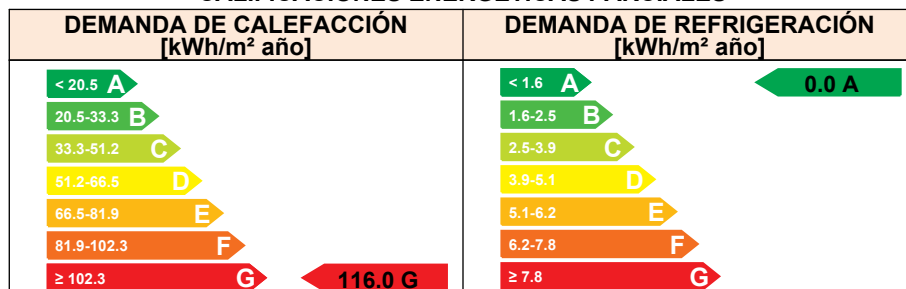 DEMANDA DE CALEFACCIÓN
[kWh/m² año]
< 20.5 A
20.5-33.3 B
33.3-51.2 C
51.2-66.5 D
66.5-81.9 E
81.9-102.3 F
≥ 102.3 G
116.0 G
DEMANDA DE REFRIGERACIÓN
[kWh/m² año]
< 1.6 A
0.0 A
1.6-2.5 B
2.5-3.9 C
3.9-5.1 D
5.1-6.2 E
6.2-7.8 F
≥ 7.8 G